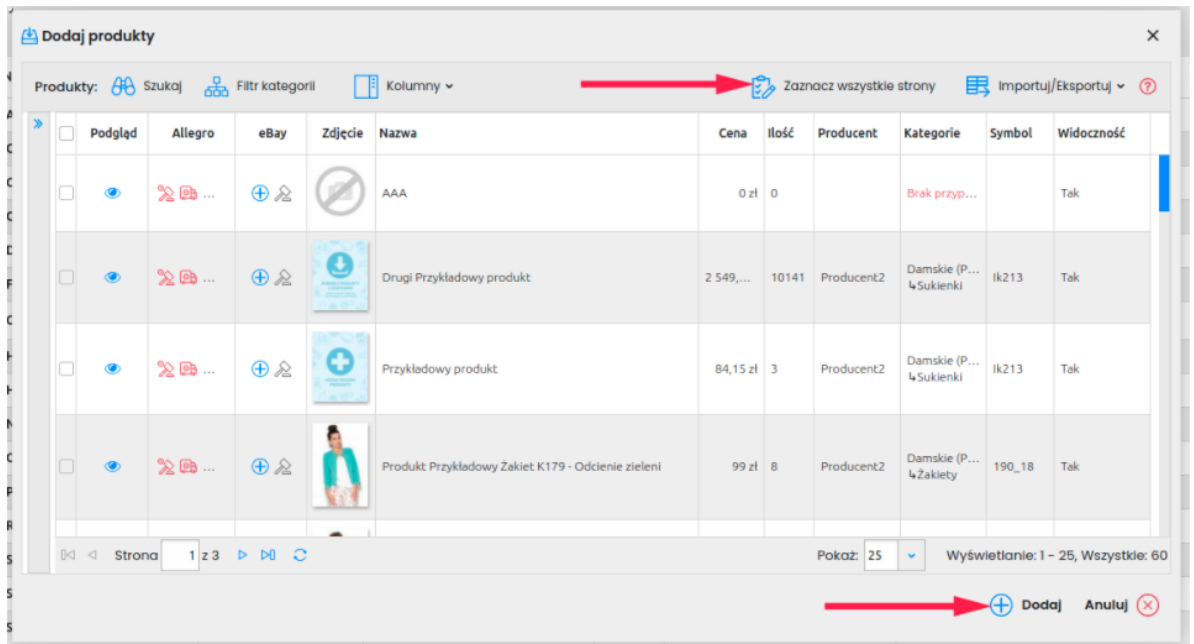 Dodaj produkty
Produkty: Szukaj Filtr kategorii Kolumny Zaznacz wszystkie strony Importuj/Eksportuj
Podgląd Allegro eBay Zdjęcie Nazwa Cena Ilość Producent Kategorie Symbol Widoczność
AAA 0 zł 0 Brak przyp... Tak
... Drugi Przykładowy produkt 2 549,... 10141 Producent2 Damskie (P... Ik213 Tak
↳Sukienki
... Przykładowy produkt 84,15 zł 3 Producent2 Damskie (P... Ik213 Tak
↳Sukienki
... Produkt Przykładowy Żakiet K179 - Odcienie zieleni 99 zł 8 Producent2 Damskie (P... 190_18 Tak
↳Żakiety
Strona 1 z 3 Pokaż: 25 Wyświetlanie: 1 - 25, Wszystkie: 60
Dodaj Anuluj